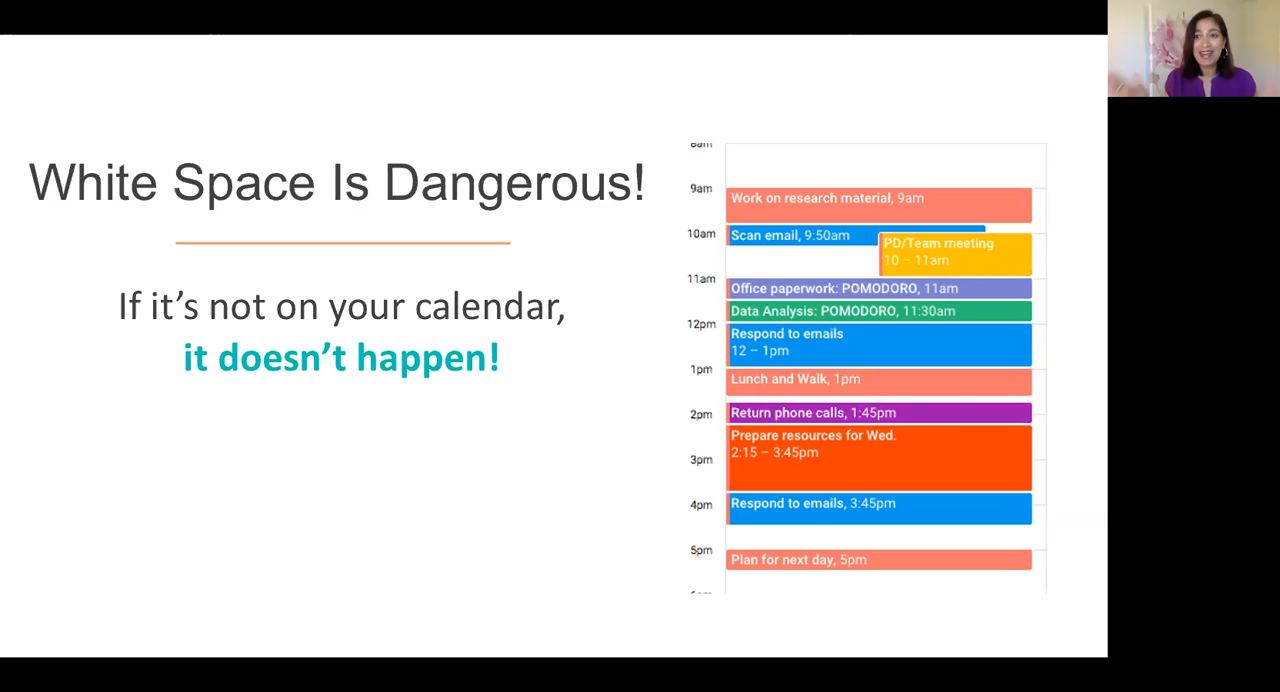 White Space Is Dangerous!
If it’s not on your calendar,
it doesn’t happen!
9am
Work on research material, 9am
10am
Scan email, 9:50am
PD/Team meeting
10 – 11am
11am
Office paperwork: POMODORO, 11am
Data Analysis: POMODORO, 11:30am
12pm
Respond to emails
12 – 1pm
1pm
Lunch and Walk, 1pm
2pm
Return phone calls, 1:45pm
Prepare resources for Wed.
2:15 – 3:45pm
3pm
4pm
Respond to emails, 3:45pm
5pm
Plan for next day, 5pm